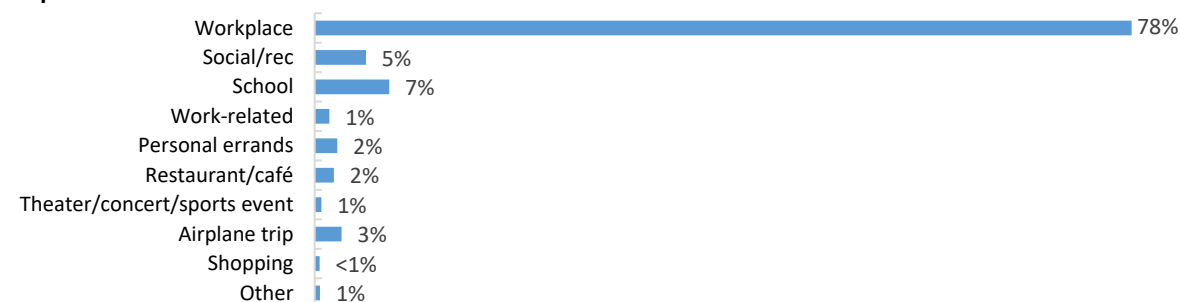 Workplace 78%
Social/rec 5%
School 7%
Work-related 1%
Personal errands 2%
Restaurant/café 2%
Theater/concert/sports event 1%
Airplane trip 3%
Shopping <1%
Other 1%